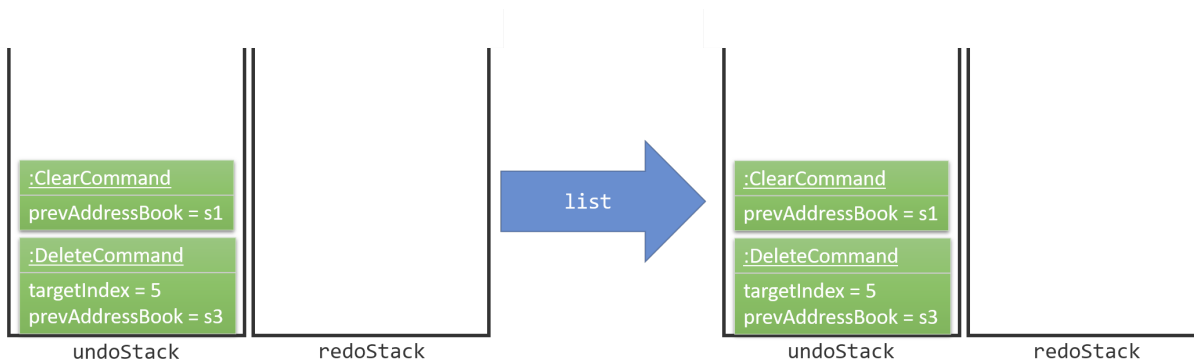 :ClearCommand
prevAddressBook = s1
:DeleteCommand
targetIndex = 5
prevAddressBook = s3
undoStack
redoStack
list
:ClearCommand
prevAddressBook = s1
:DeleteCommand
targetIndex = 5
prevAddressBook = s3
undoStack
redoStack